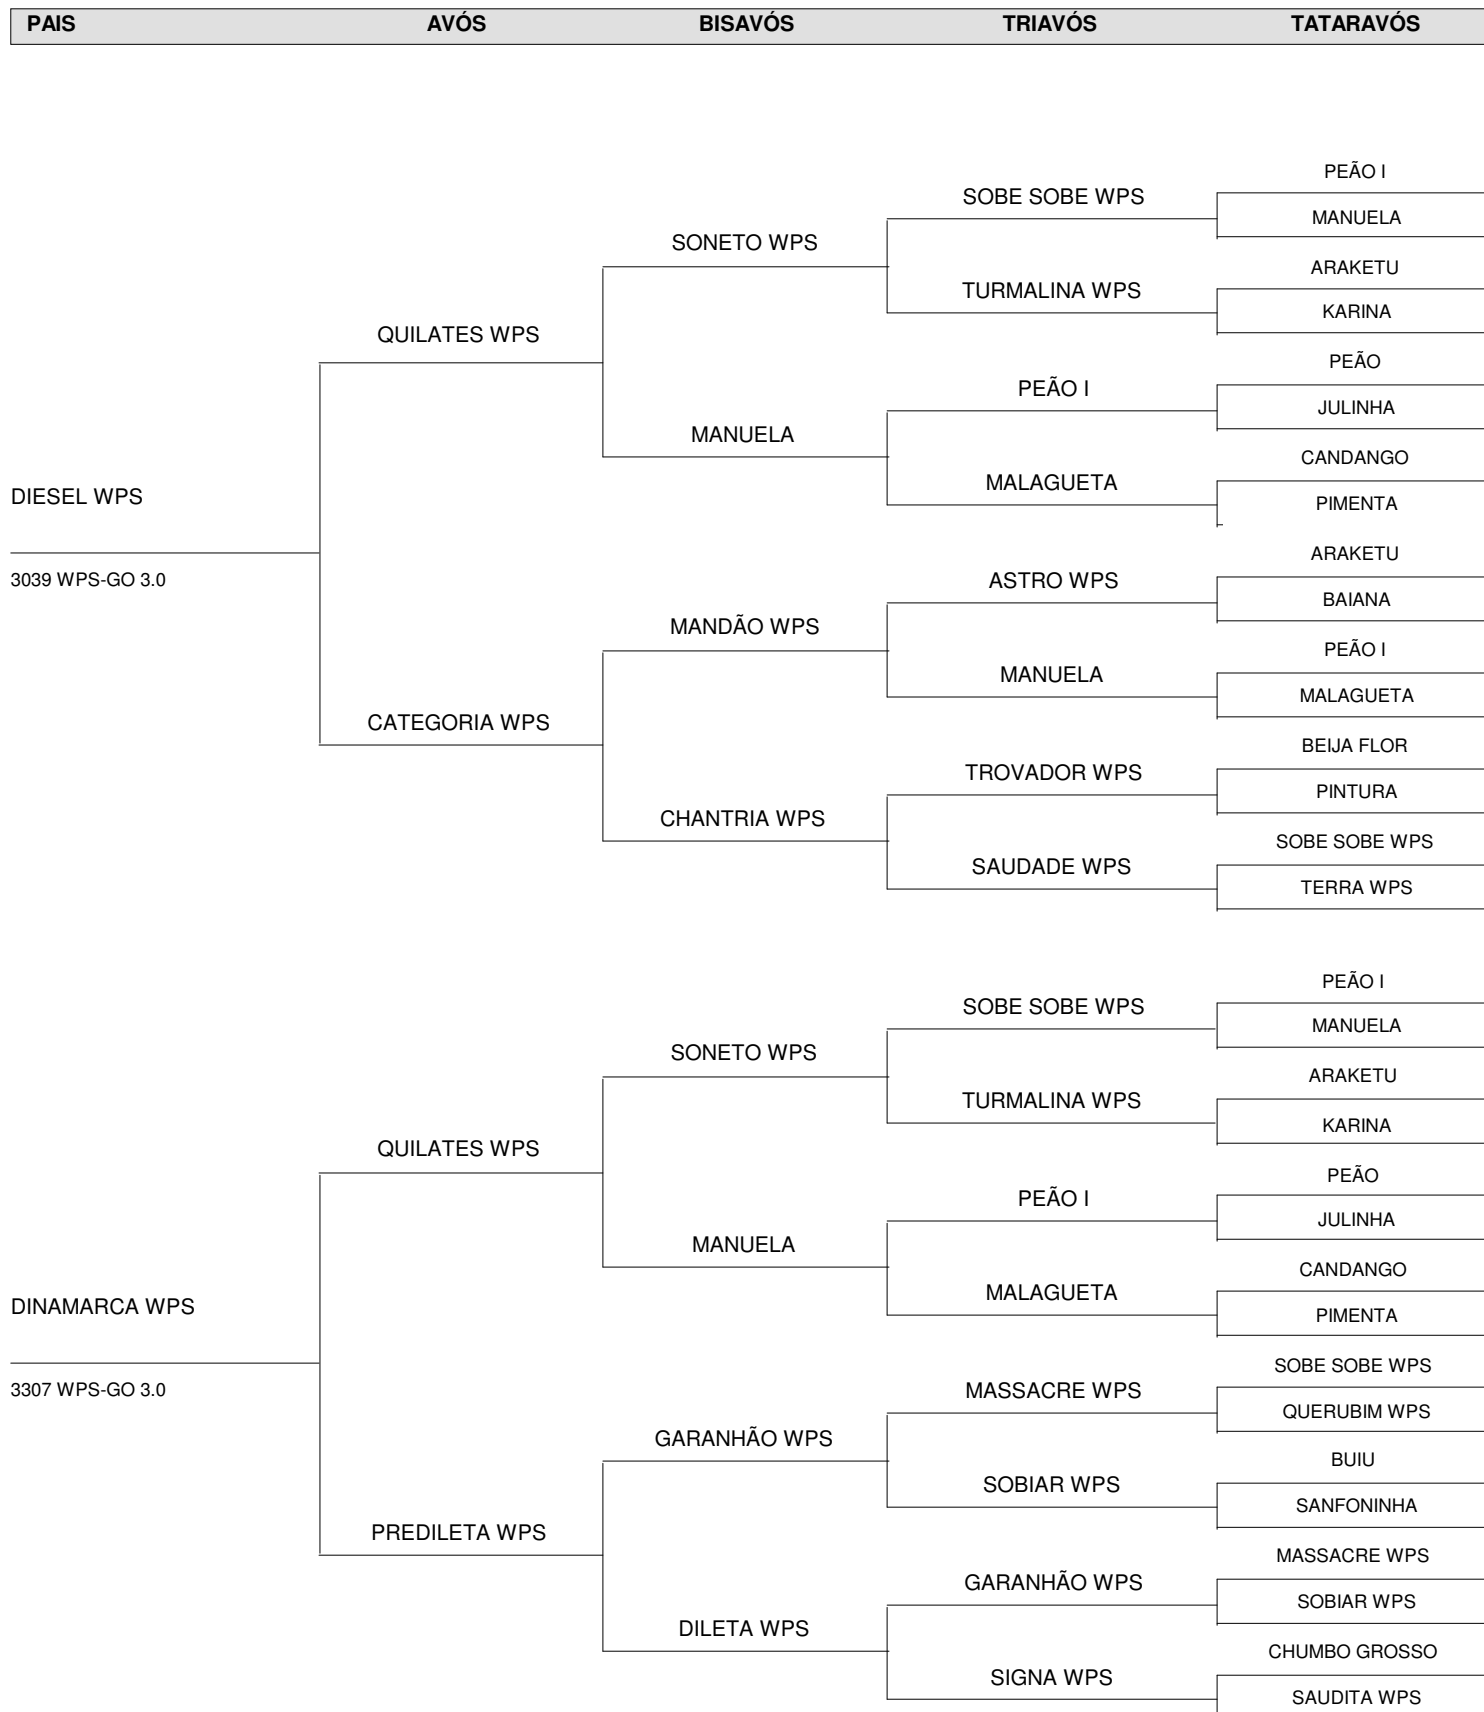 PAIS AVÓS BISAVÓS TRIAVÓS TATARAVÓS
PEÃO I
SOBE SOBE WPS
MANUELA
SONETO WPS
ARAKETU
TURMALINA WPS
KARINA
QUILATES WPS
PEÃO
PEÃO I
JULINHA
MANUELA
CANDANGO
MALAGUETA
DIESEL WPS
PIMENTA
ARAKETU
3039 WPS-GO 3.0
ASTRO WPS
BAIANA
MANDÃO WPS
PEÃO I
MANUELA
MALAGUETA
CATEGORIA WPS
BEIJA FLOR
TROVADOR WPS
PINTURA
CHANTRIA WPS
SOBE SOBE WPS
SAUDADE WPS
TERRA WPS
PEÃO I
SOBE SOBE WPS
MANUELA
SONETO WPS
ARAKETU
TURMALINA WPS
KARINA
QUILATES WPS
PEÃO
PEÃO I
JULINHA
MANUELA
CANDANGO
MALAGUETA
DINAMARCA WPS
PIMENTA
SOBE SOBE WPS
3307 WPS-GO 3.0
MASSACRE WPS
QUERUBIM WPS
GARANHÃO WPS
BUIU
SOBIAR WPS
SANFONINHA
PREDILETA WPS
MASSACRE WPS
GARANHÃO WPS
SOBIAR WPS
DILETA WPS
CHUMBO GROSSO
SIGNA WPS
SAUDITA WPS